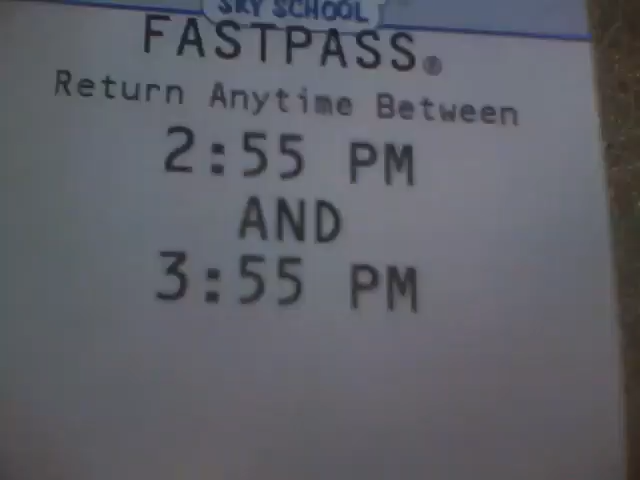 SKY SCHOOL
FASTPASS®
Return Anytime Between
2:55 PM
AND
3:55 PM